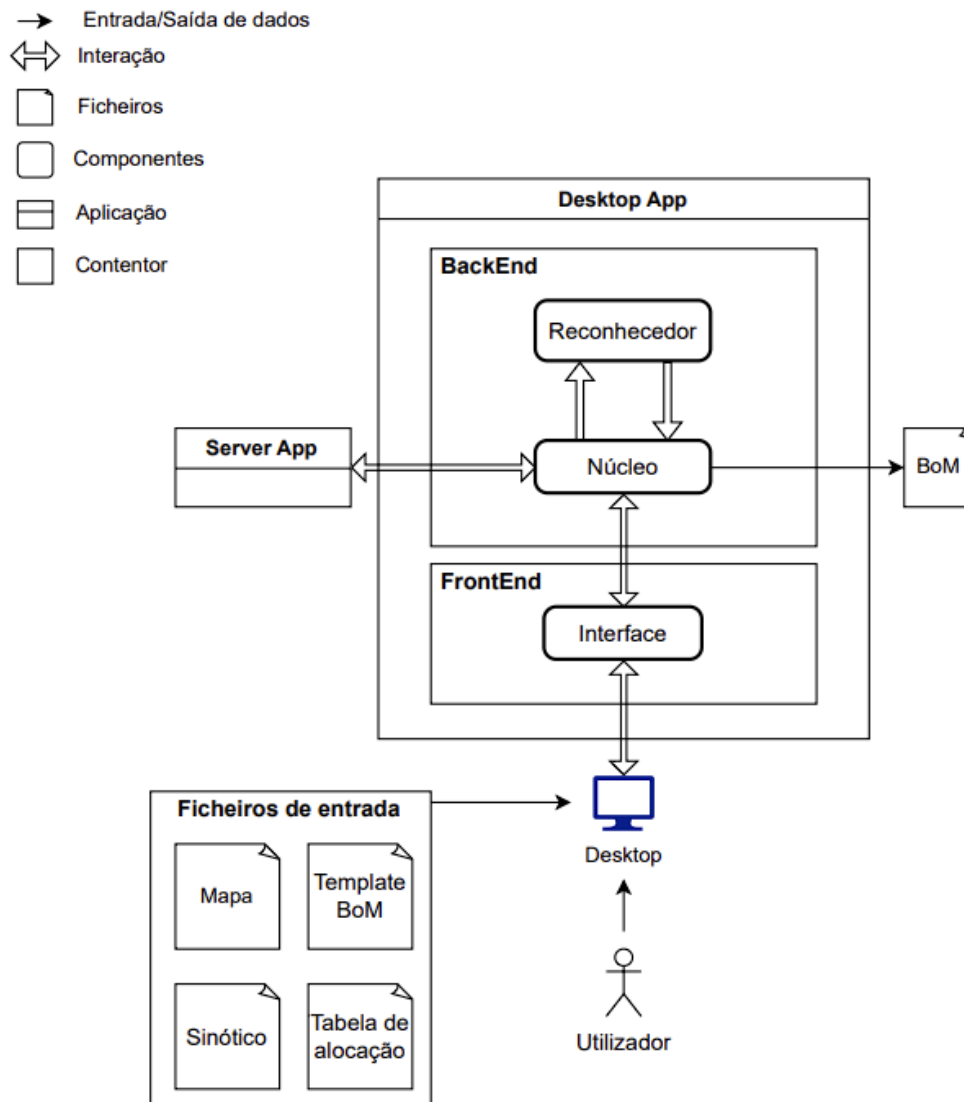 Entrada/Saída de dados
Interação
Ficheiros
Componentes
Aplicação
Contentor
Desktop App
BackEnd
Reconhecedor
Server App
Núcleo
BoM
FrontEnd
Interface
Ficheiros de entrada
Desktop
Mapa
Template
BoM
Sinótico
Tabela de
alocação
Utilizador